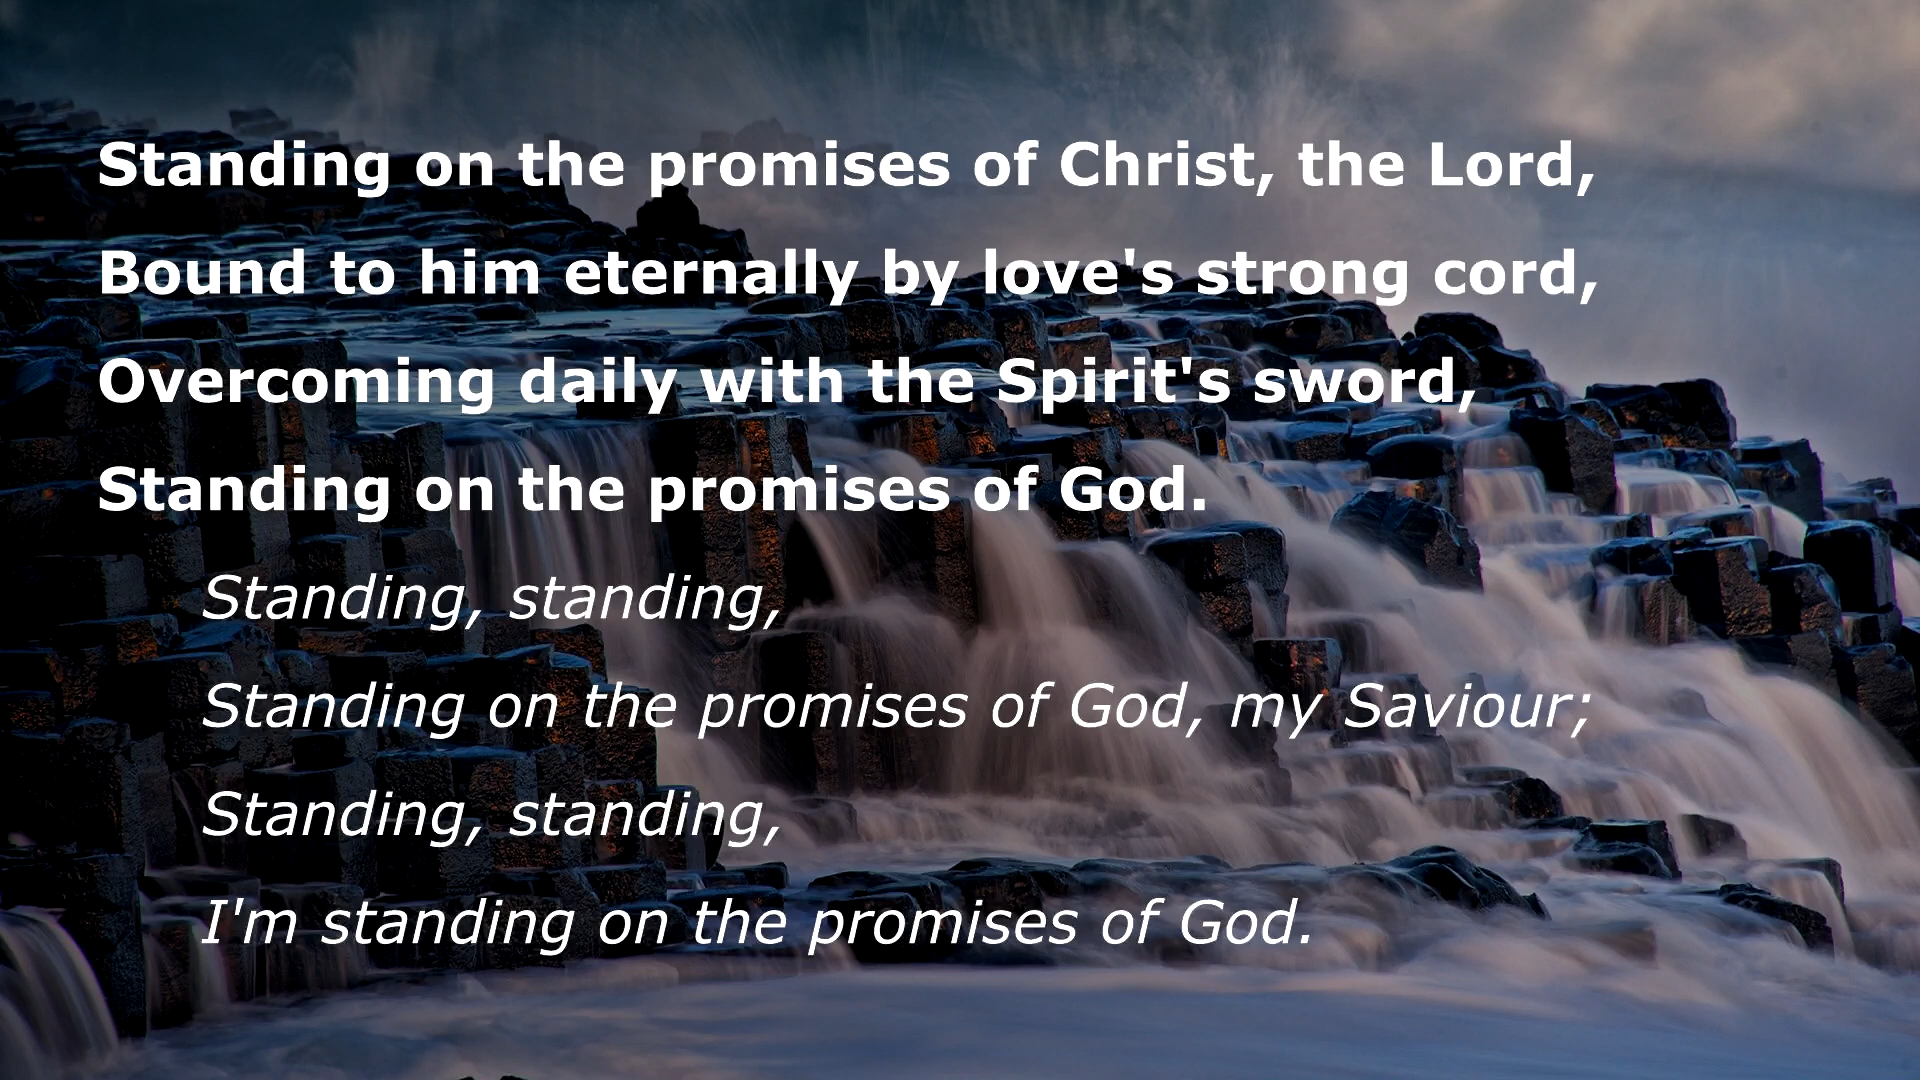 Standing on the promises of Christ, the Lord,
Bound to him eternally by love's strong cord,
Overcoming daily with the Spirit's sword,
Standing on the promises of God.
Standing, standing,
Standing on the promises of God, my Saviour;
Standing, standing,
I'm standing on the promises of God.